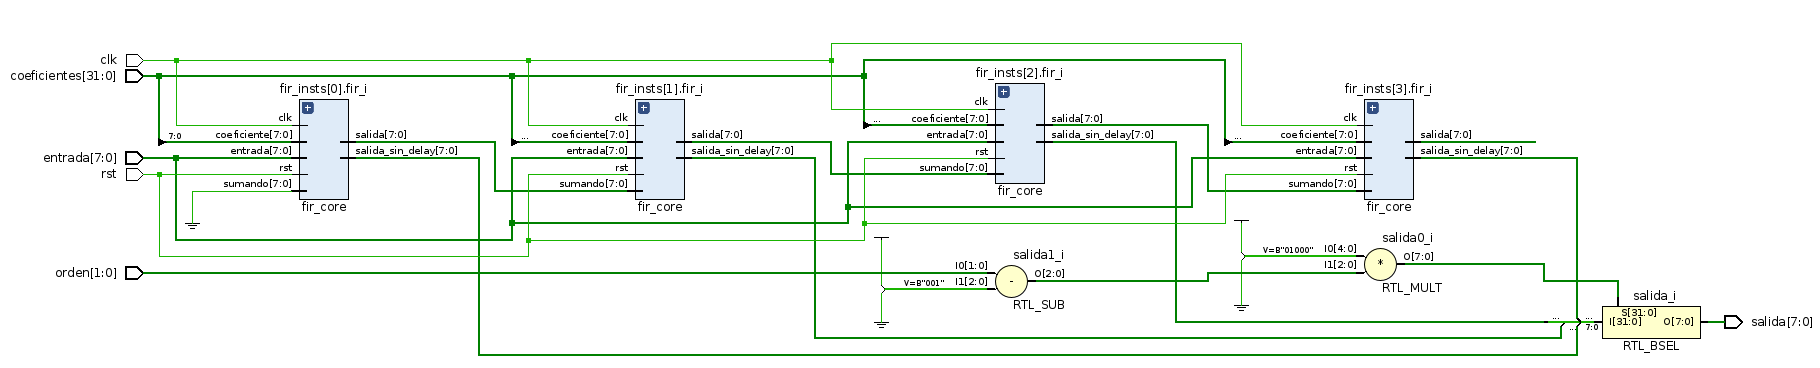 clk
coeficientes[31:0]
entrada[7:0]
rst
orden[1:0]
fir_insts[0].fir_i
+
clk
7:0
coeficiente[7:0]
entrada[7:0]
rst
sumando[7:0]
salida[7:0]
salida_sin_delay[7:0]
fir_core
fir_insts[1].fir_i
+
clk
...
coeficiente[7:0]
entrada[7:0]
rst
sumando[7:0]
salida[7:0]
salida_sin_delay[7:0]
fir_core
fir_insts[2].fir_i
+
clk
...
coeficiente[7:0]
entrada[7:0]
rst
sumando[7:0]
salida[7:0]
salida_sin_delay[7:0]
fir_core
fir_insts[3].fir_i
+
clk
...
coeficiente[7:0]
entrada[7:0]
rst
sumando[7:0]
salida[7:0]
salida_sin_delay[7:0]
fir_core
salida1_i
I0[1:0]
V=B"001"
I1[2:0]
-
O[2:0]
RTL_SUB
salida0_i
V=B"01000"
I0[4:0]
I1[2:0]
*
O[7:0]
RTL_MULT
salida_i
S[31:0]
...
...
...
7:0
I[31:0]
O[7:0]
RTL_BSEL
salida[7:0]